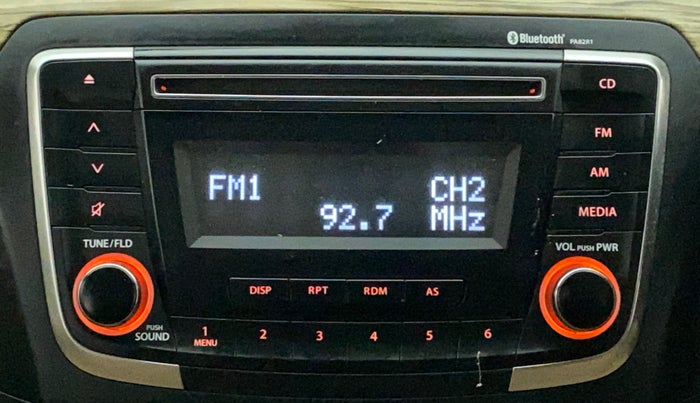 Bluetooth PA82R1
CD
FM
AM
MEDIA
FM1 CH2
92.7 MHz
TUNE/FLD
VOL PUSH PWR
DISP RPT RDM AS
PUSH
SOUND
1 2 3 4 5 6
MENU